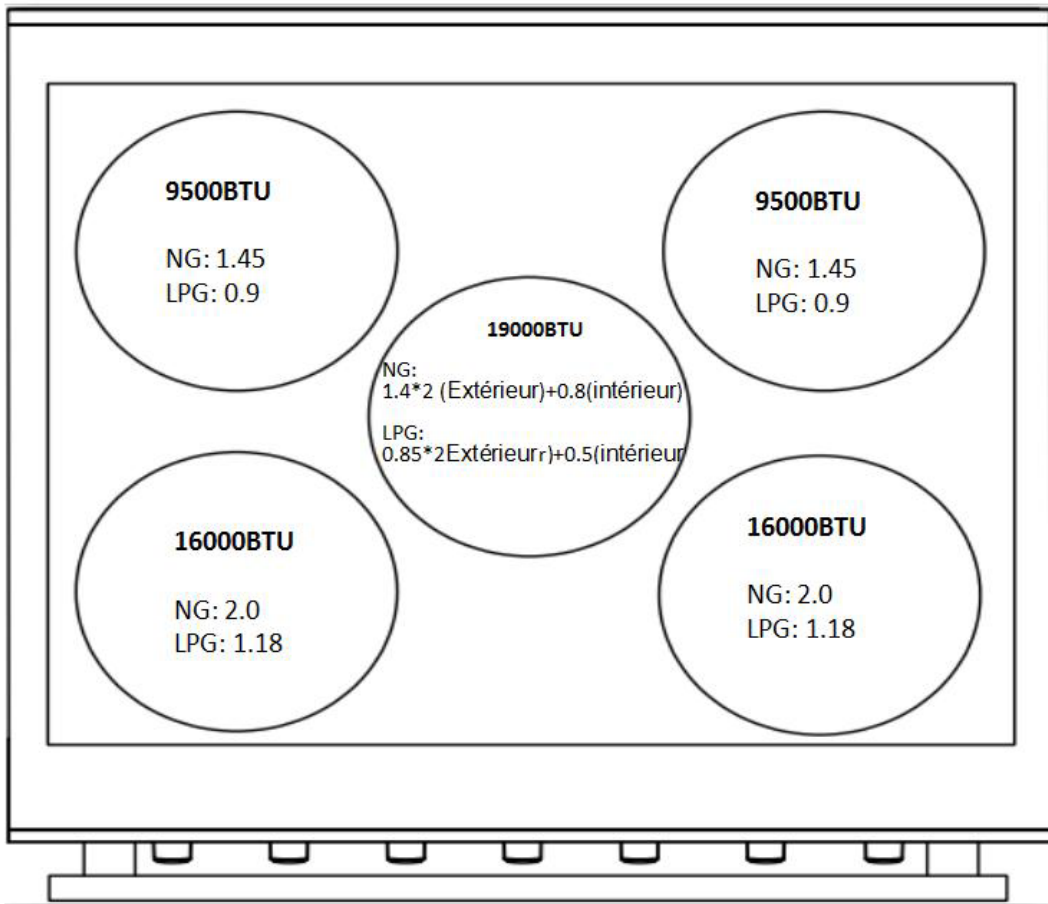 9500BTU
NG: 1.45
LPG: 0.9
9500BTU
NG: 1.45
LPG: 0.9
19000BTU
NG:
1.4*2 (Extérieur)+0.8(intérieur)
LPG:
0.85*2Extérieurr)+0.5(intérieur
16000BTU
NG: 2.0
LPG: 1.18
16000BTU
NG: 2.0
LPG: 1.18